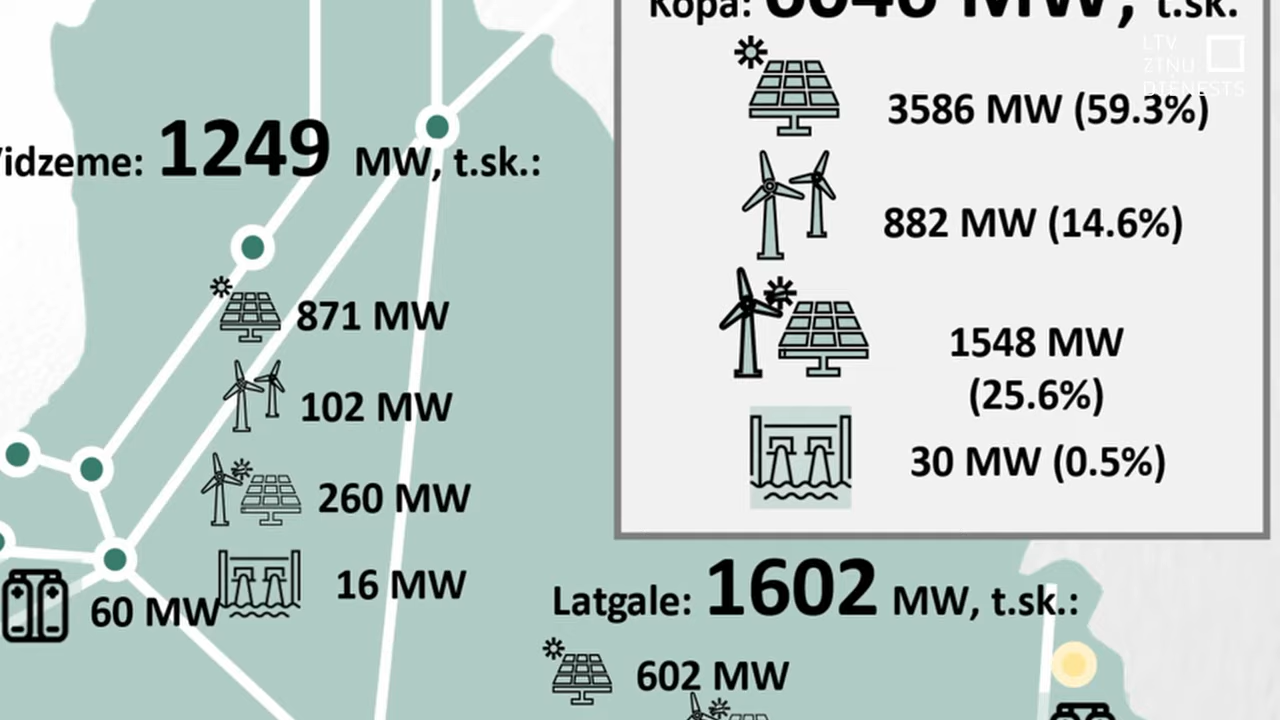 Kopā: 6046 MW, t.sk.
LTV
ZIŅU
DIENESTS
3586 MW (59.3%)
882 MW (14.6%)
1548 MW
(25.6%)
30 MW (0.5%)
Vidzeme: 1249 MW, t.sk.:
871 MW
102 MW
260 MW
16 MW
60 MW
Latgale: 1602 MW, t.sk.:
602 MW